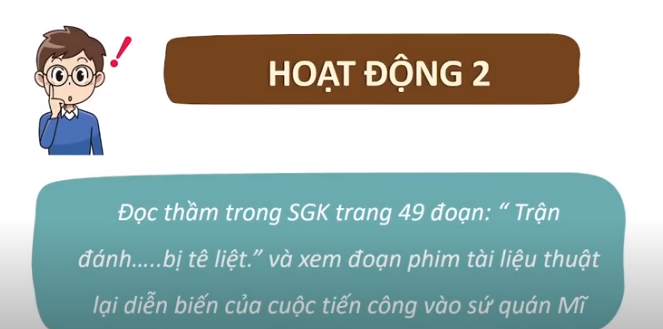 HOẠT ĐỘNG 2
Đọc thầm trong SGK trang 49 đoạn: “ Trận
đánh.....bị tê liệt.” và xem đoạn phim tài liệu thuật
lại diễn biến của cuộc tiến công vào sứ quán Mĩ